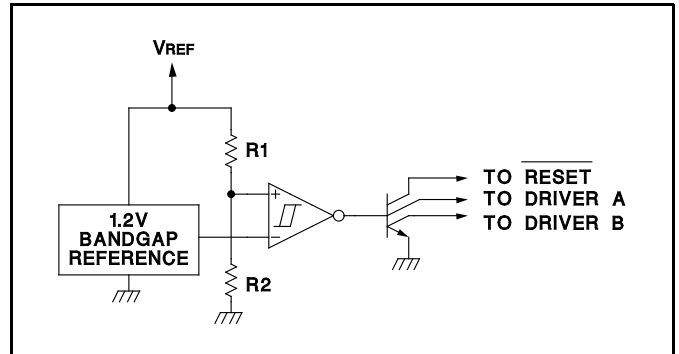 VREF
R1
+
TO RESET
TO DRIVER A
TO DRIVER B
1.2V
BANDGAP
REFERENCE
−
R2